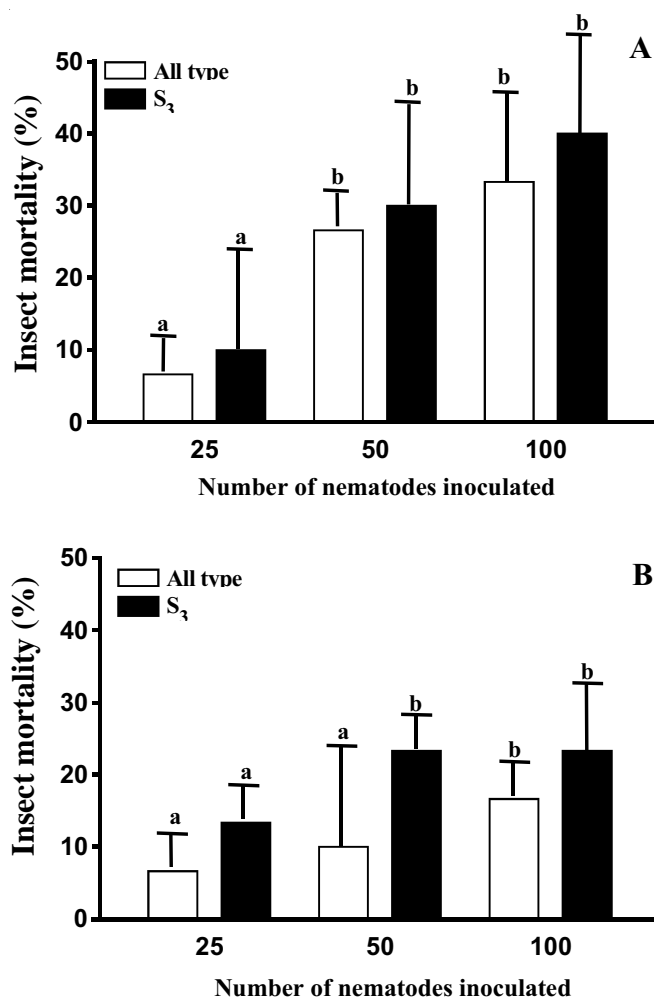 A
All type
S3
Insect mortality (%)
50
40
30
20
10
0
a
a
b
b
b
b
25
50
100
Number of nematodes inoculated
B
All type
S3
Insect mortality (%)
50
40
30
20
10
0
a
a
a
b
b
b
25
50
100
Number of nematodes inoculated